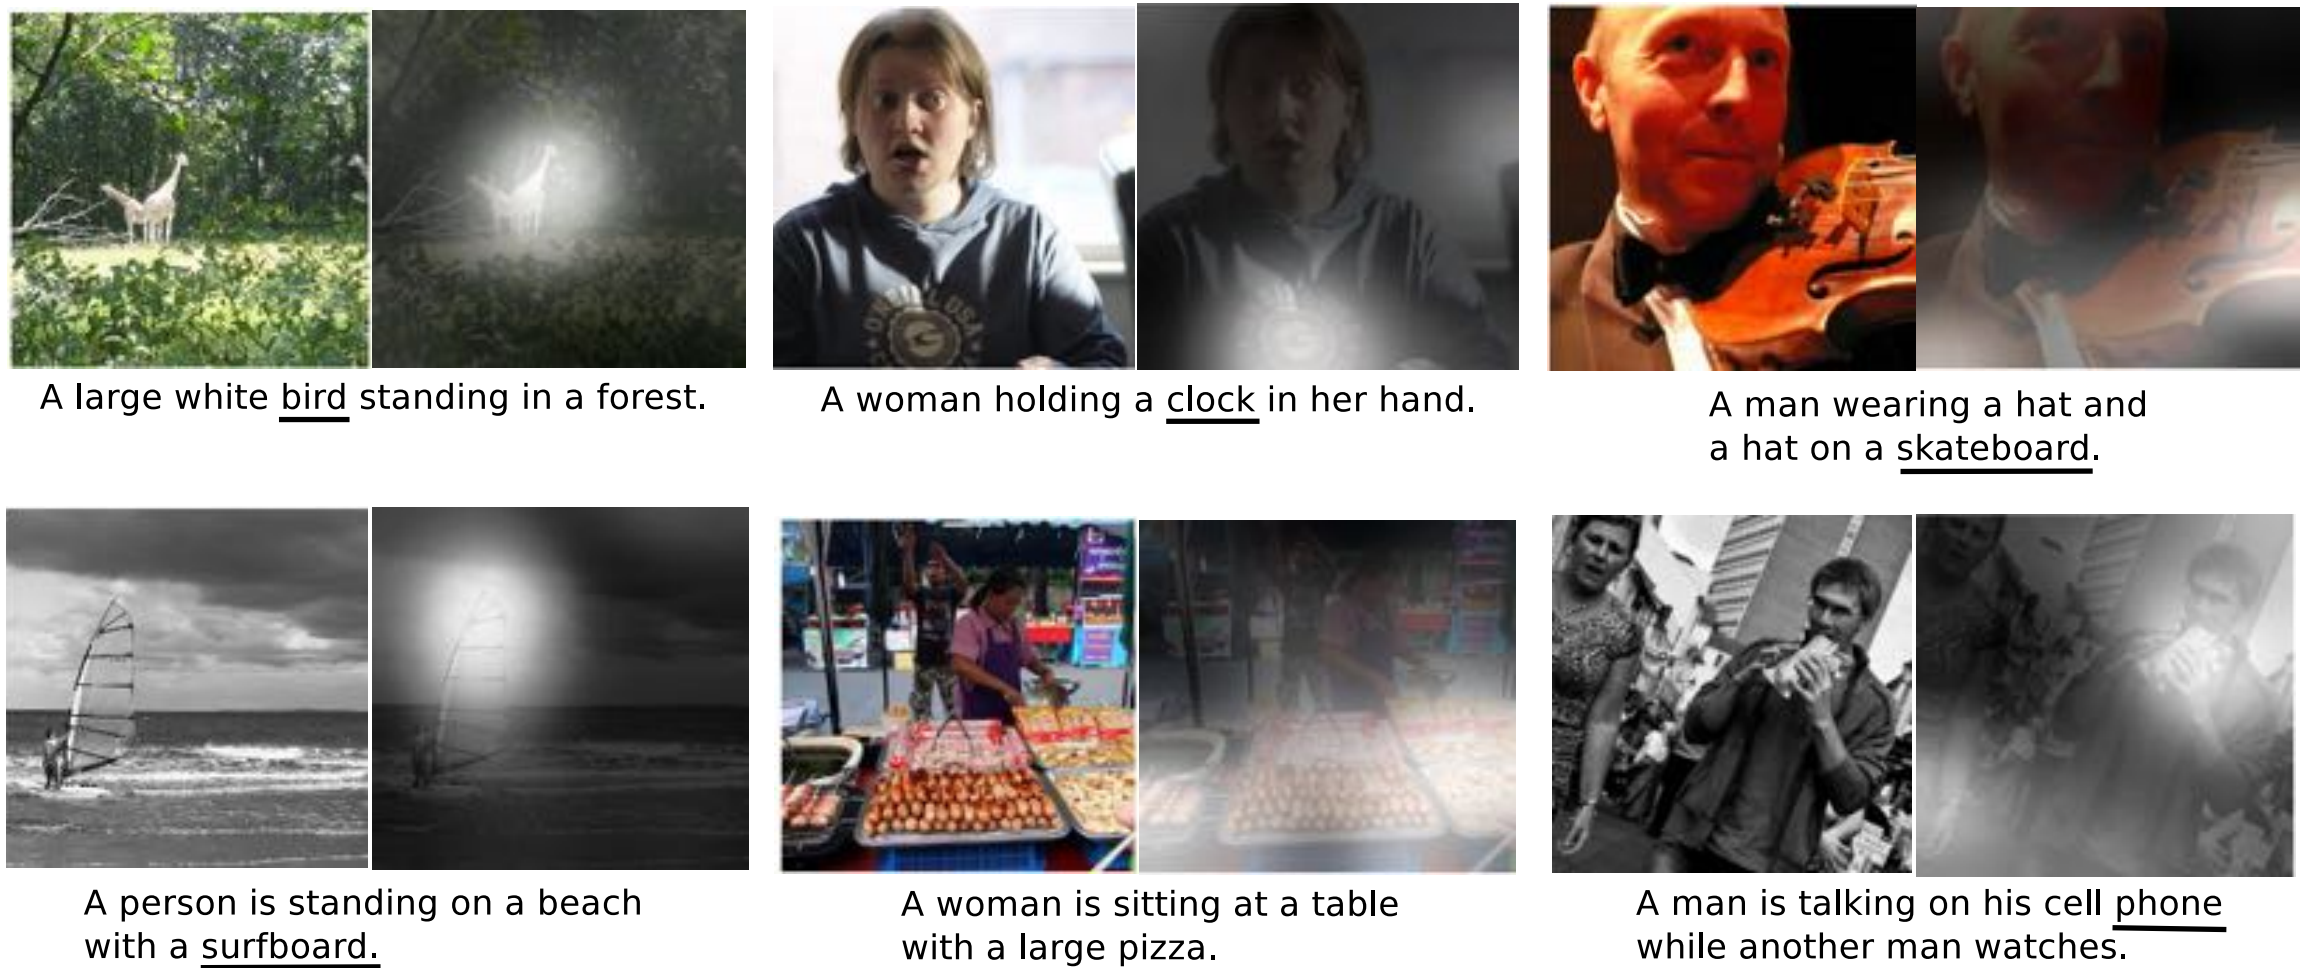 A large white bird standing in a forest.
A woman holding a clock in her hand.
A man wearing a hat and
a hat on a skateboard.
A person is standing on a beach
with a surfboard.
A woman is sitting at a table
with a large pizza.
A man is talking on his cell phone
while another man watches.